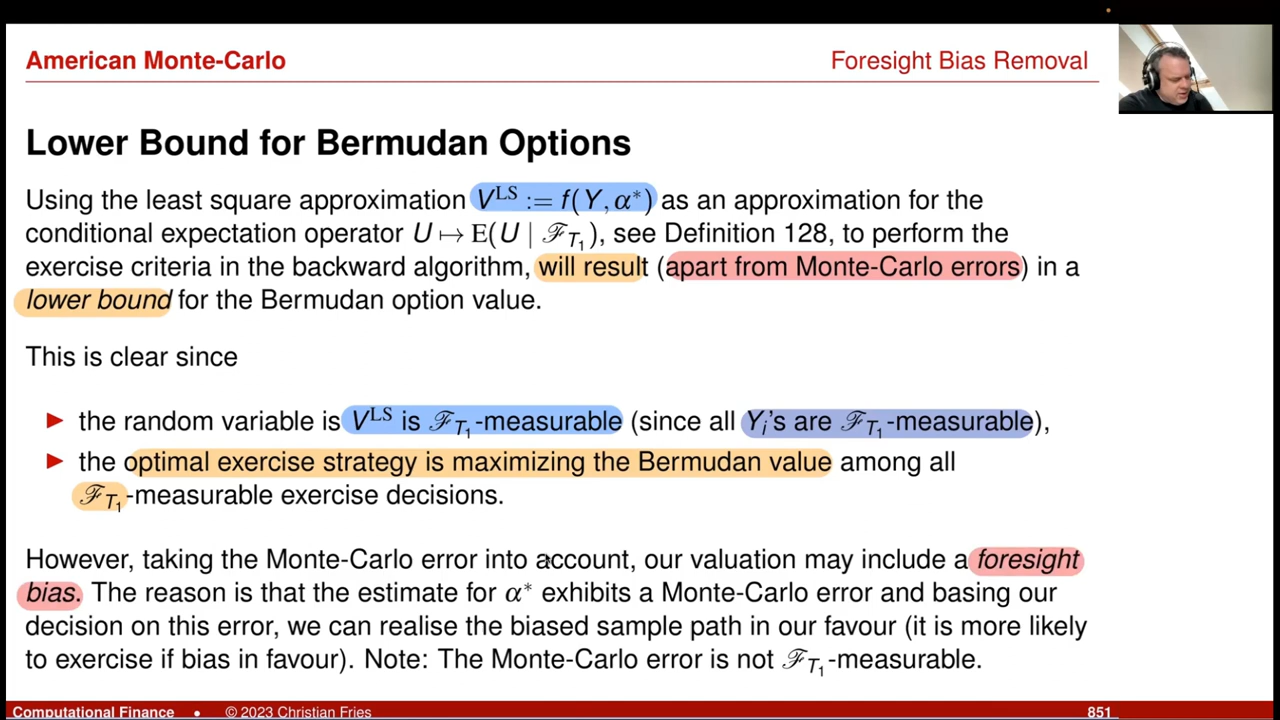 American Monte-Carlo
Foresight Bias Removal
Lower Bound for Bermudan Options
Using the least square approximation V^LS := f(Y, α*) as an approximation for the
conditional expectation operator U ↦ E(U | ℱ_T₁), see Definition 128, to perform the
exercise criteria in the backward algorithm, will result (apart from Monte-Carlo errors) in a
lower bound for the Bermudan option value.
This is clear since
► the random variable is V^LS is ℱ_T₁-measurable (since all Y_i's are ℱ_T₁-measurable),
► the optimal exercise strategy is maximizing the Bermudan value among all
ℱ_T₁-measurable exercise decisions.
However, taking the Monte-Carlo error into account, our valuation may include a foresight
bias. The reason is that the estimate for α* exhibits a Monte-Carlo error and basing our
decision on this error, we can realise the biased sample path in our favour (it is more likely
to exercise if bias in favour). Note: The Monte-Carlo error is not ℱ_T₁-measurable.
Computational Finance • © 2023 Christian Fries 851